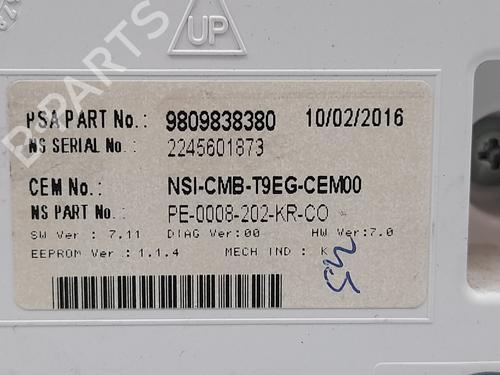 UP
PSA PART No.: 9809838380 10/02/2016
NS SERIAL No.: 2245601873
CEM No.: NSI-CMB-T9EG-CEM00
NS PART No.: PE-0008-202-KR-CO
SW Ver : 7.11 DIAG Ver:00 HW Ver:7.0
EEPROM Ver : 1.1.4 MECH IND : K
B-PARTS